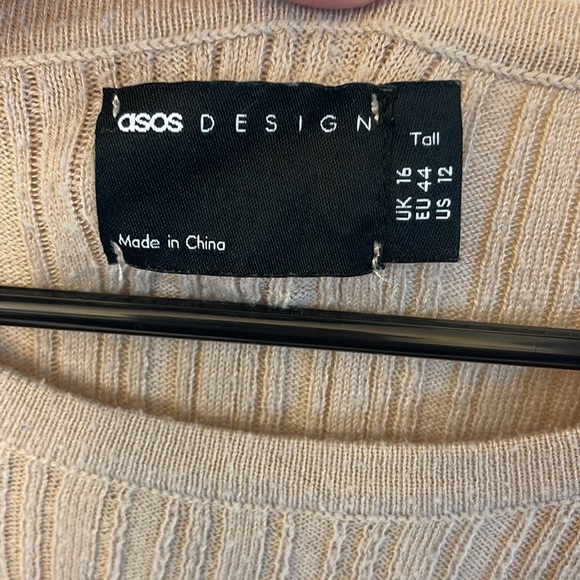 asos DESIGN
Made in China
Tall
UK 16
EU 44
US 12